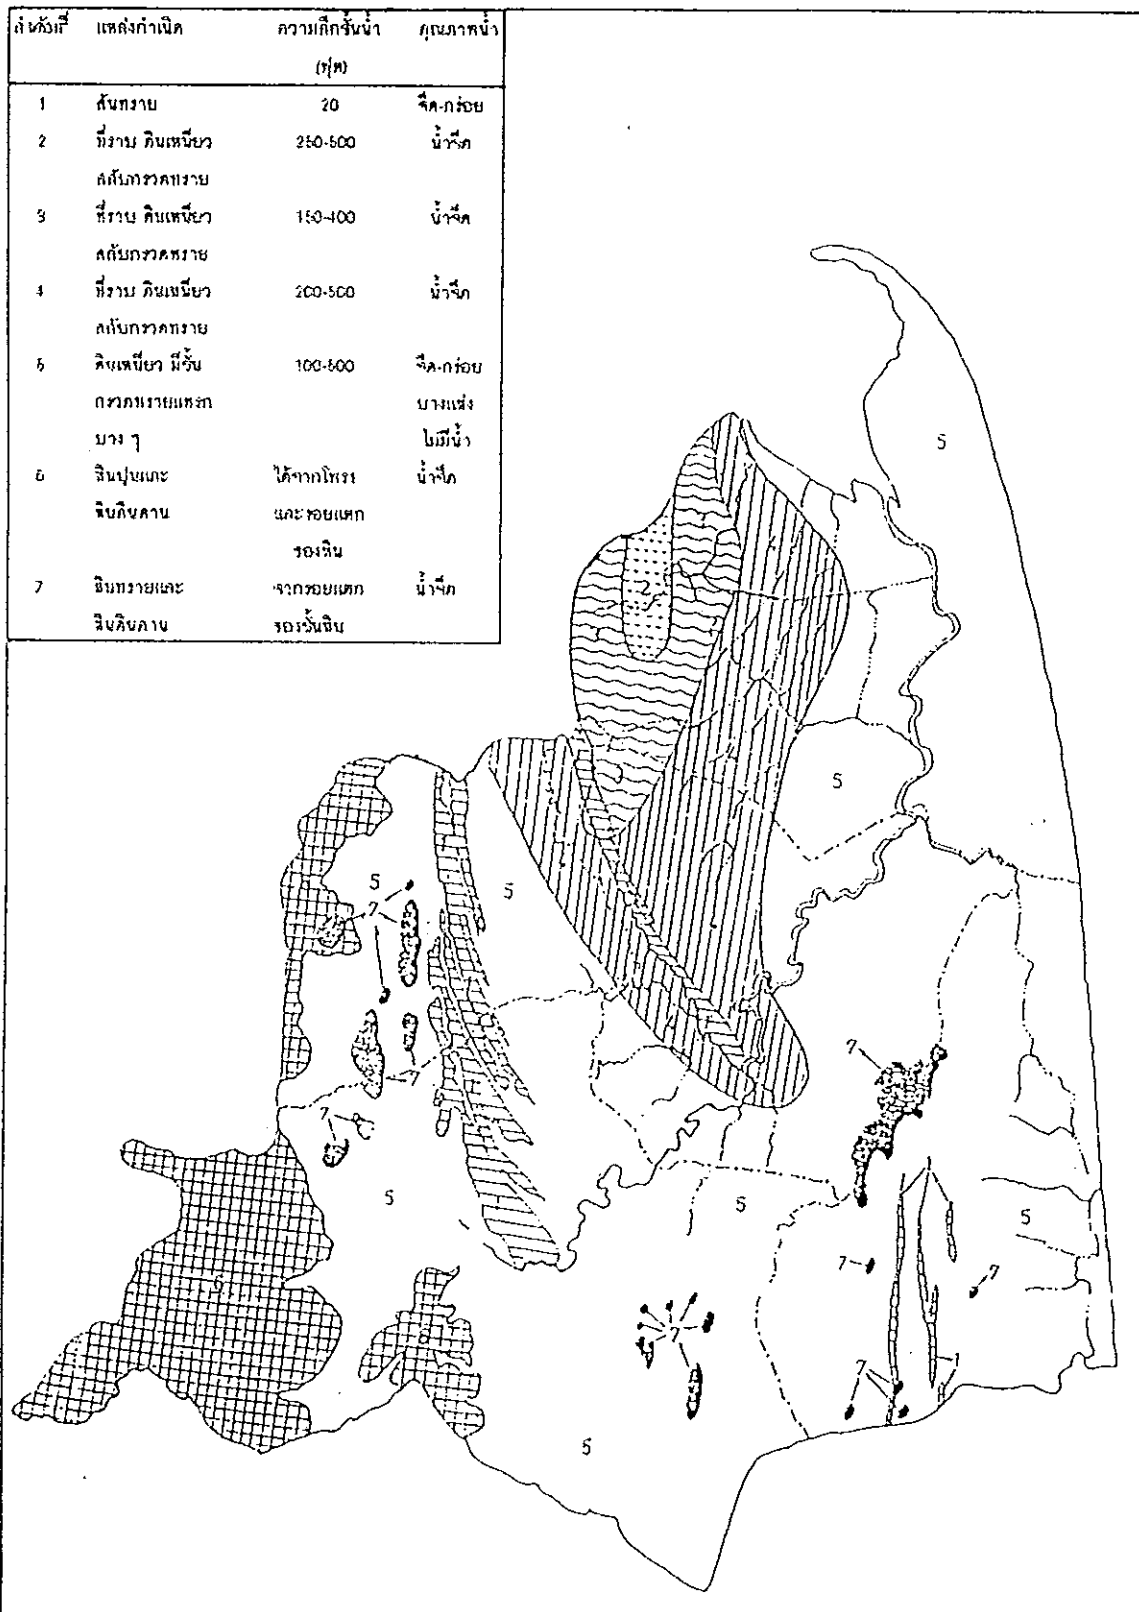 ลำดับที่ แหล่งกำเนิด ความลึกชั้นน้ำ คุณภาพน้ำ
(ฟุต)
1 สันทราย 20 จืด-กร่อย
2 ที่ราบ ดินเหนียว 250-500 น้ำจืด
สลับกรวดทราย
3 ที่ราบ ดินเหนียว 150-400 น้ำจืด
สลับกรวดทราย
4 ที่ราบ ดินเหนียว 200-500 น้ำจืด
สลับกรวดทราย
5 ดินเหนียว มีชั้น 100-600 จืด-กร่อย
กรวดทรายแทรก บางแห่ง
บาง ๆ ไม่มีน้ำ
6 หินปูนและ ได้จากโพรง น้ำจืด
หินดินดาน และรอยแตก
ของหิน
7 หินทรายและ จากรอยแตก น้ำจืด
หินดินดาน ของชั้นหิน
5
2
3
4
5
5
7
5
7
7
7
5
5
5
6
7
7
6
7
7
1
5